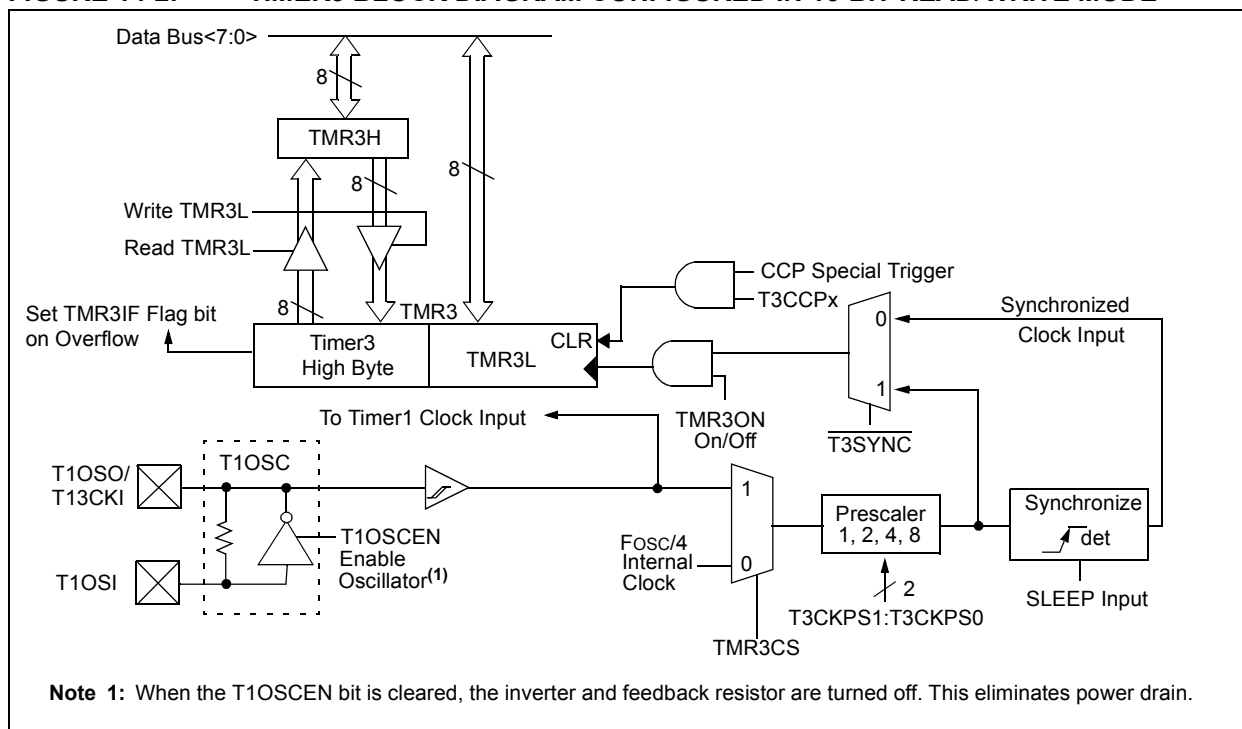 Data Bus<7:0>
8
TMR3H
8
8
Write TMR3L
Read TMR3L
CCP Special Trigger
T3CCPx
8
TMR3
Set TMR3IF Flag bit
on Overflow
Timer3
High Byte
TMR3L
CLR
0
1
Synchronized
Clock Input
TMR3ON
On/Off
T3SYNC
To Timer1 Clock Input
T1OSC
T1OSO/
T13CKI
T1OSCEN
Enable
Oscillator(1)
T1OSI
1
0
FOSC/4
Internal
Clock
Prescaler
1, 2, 4, 8
Synchronize
det
2
T3CKPS1:T3CKPS0
SLEEP Input
TMR3CS
Note 1: When the T1OSCEN bit is cleared, the inverter and feedback resistor are turned off. This eliminates power drain.